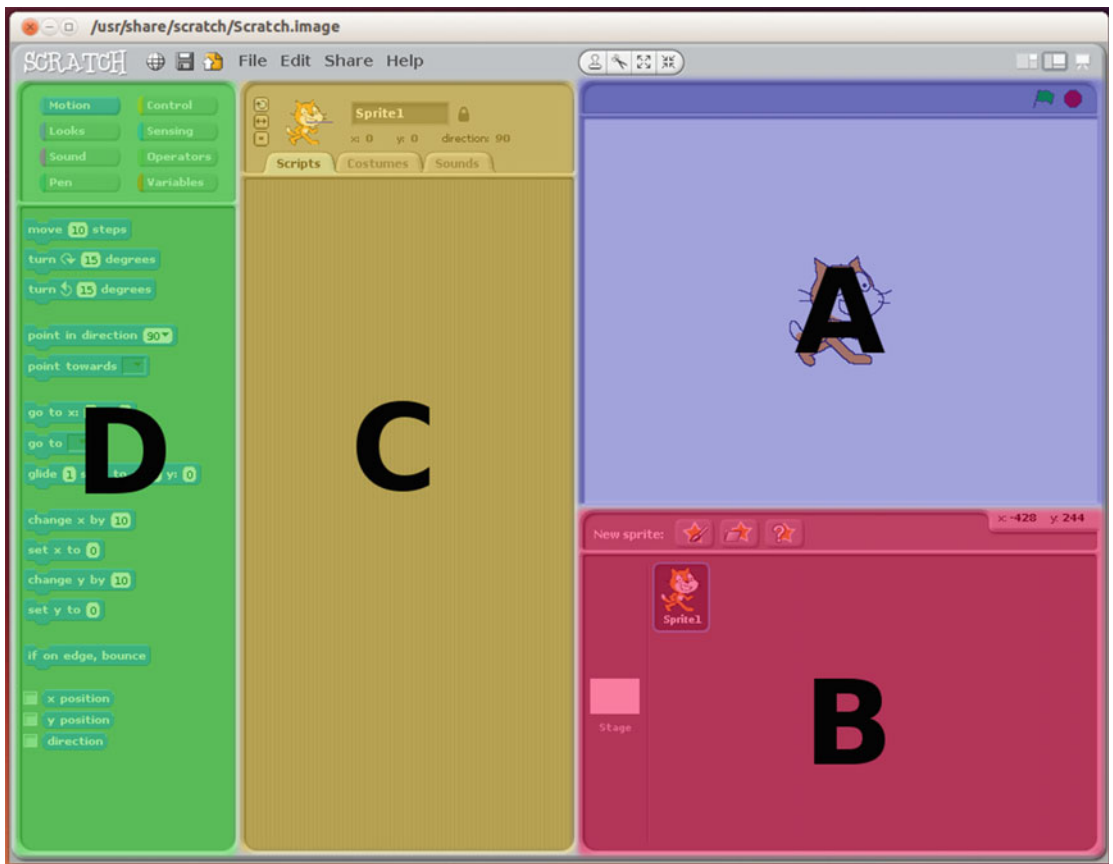 /usr/share/scratch/Scratch.image
SCRATCH File Edit Share Help
Motion Control
Looks Sensing
Sound Operators
Pen Variables
move 10 steps
turn 15 degrees
turn 15 degrees
point in direction 90
point towards
go to x:
go to
glide 1 y: 0
change x by 10
set x to 0
change y by 10
set y to 0
if on edge, bounce
x position
y position
direction
D
Sprite1
x: 0 y: 0 direction: 90
Scripts Costumes Sounds
C
A
x: -428 y: 244
New sprite:
Sprite1
Stage
B